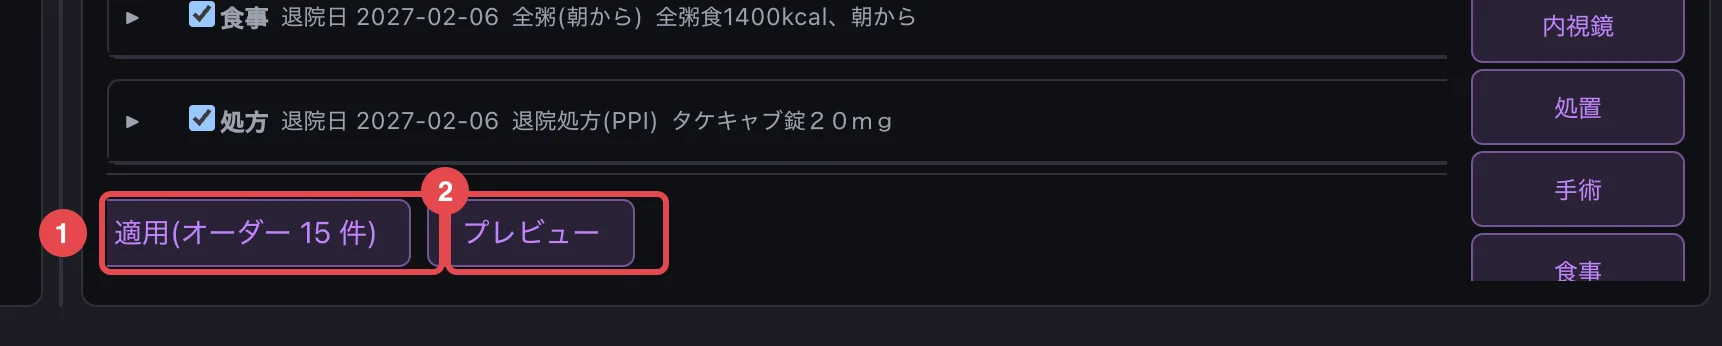 ▶ 食事 退院日 2027-02-06 全粥(朝から) 全粥食1400kcal、朝から
▶ 処方 退院日 2027-02-06 退院処方(PPI) タケキャブ錠２０ｍｇ
1
適用(オーダー 15 件)
2
プレビュー
内視鏡
処置
手術
食事